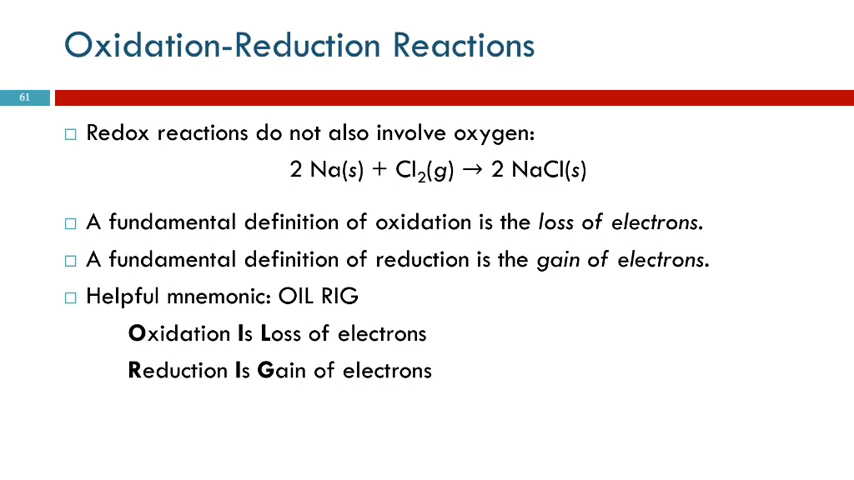 Oxidation-Reduction Reactions
61
□ Redox reactions do not also involve oxygen:
2 Na(s) + Cl₂(g) → 2 NaCl(s)
□ A fundamental definition of oxidation is the loss of electrons.
□ A fundamental definition of reduction is the gain of electrons.
□ Helpful mnemonic: OIL RIG
Oxidation Is Loss of electrons
Reduction Is Gain of electrons